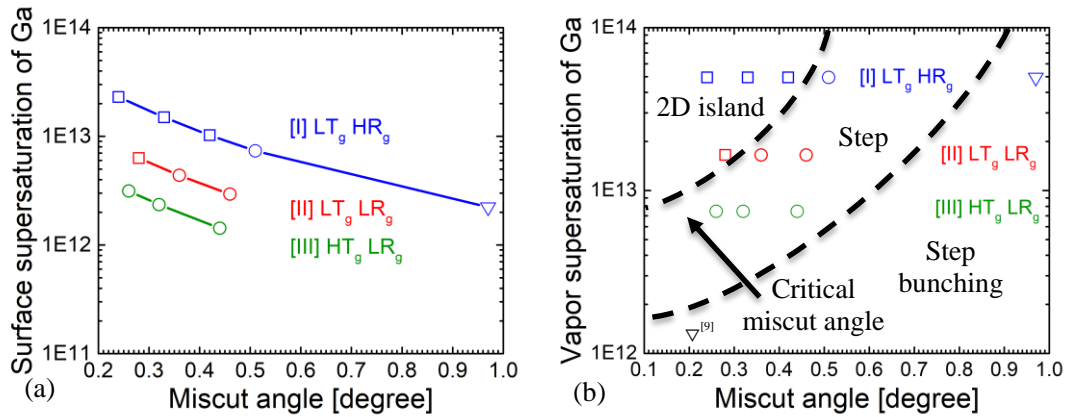 Surface supersaturation of Ga
1E14
1E13
1E12
1E11
[I] LTg HRg
[II] LTg LRg
[III] HTg LRg
0.2 0.3 0.4 0.5 0.6 0.7 0.8 0.9 1.0
(a)
Miscut angle [degree]
Vapor supersaturation of Ga
1E14
1E13
1E12
[I] LTg HRg
2D island
Step
[II] LTg LRg
[III] HTg LRg
Step
bunching
Critical
miscut angle
[9]
0.1 0.2 0.3 0.4 0.5 0.6 0.7 0.8 0.9 1.0
(b)
Miscut angle [degree]